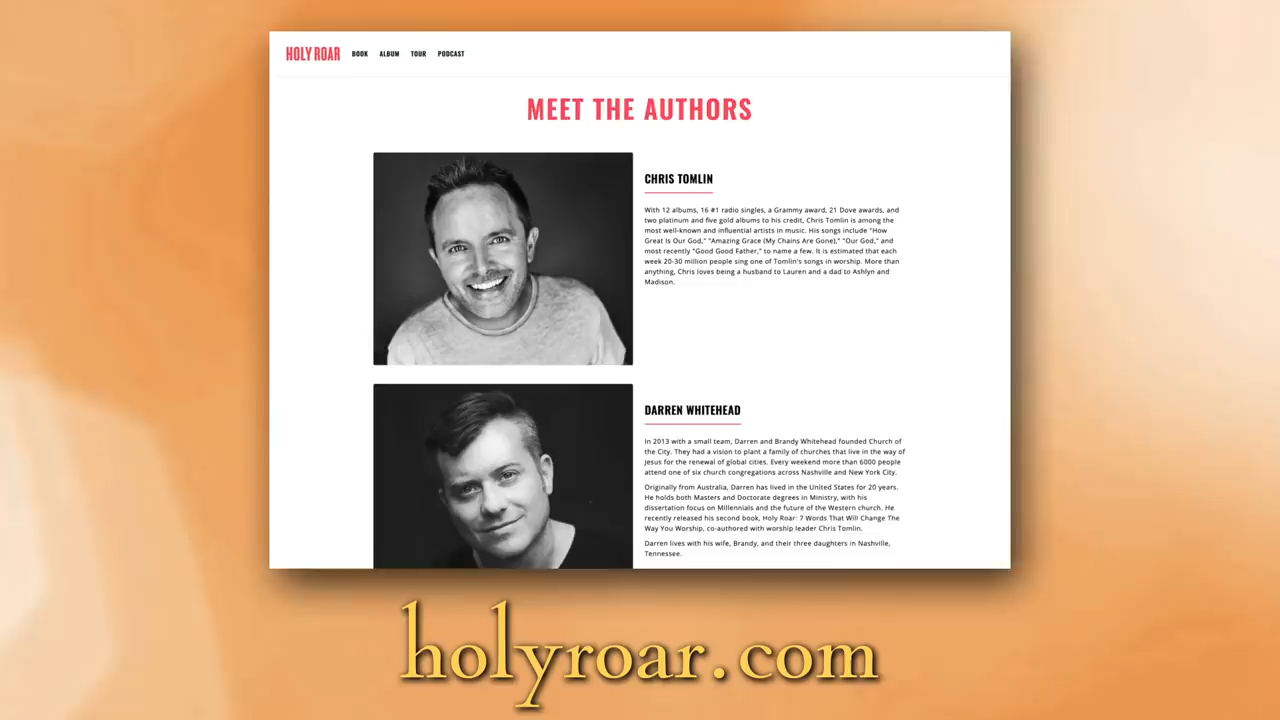 HOLY ROAR BOOK ALBUM TOUR PODCAST
MEET THE AUTHORS
CHRIS TOMLIN
With 12 albums, 16 #1 radio singles, a Grammy award, 21 Dove awards, and
two platinum and five gold albums to his credit, Chris Tomlin is among the
most well-known and influential artists in music. His songs include "How
Great Is Our God," "Amazing Grace (My Chains Are Gone)," "Our God," and
most recently "Good Good Father," to name a few. It is estimated that each
week 20-30 million people sing one of Tomlin's songs in worship. More than
anything, Chris loves being a husband to Lauren and a dad to Ashlyn and
Madison.
DARREN WHITEHEAD
In 2013 with a small team, Darren and Brandy Whitehead founded Church of
the City. They had a vision to plant a family of churches that live in the way of
Jesus for the renewal of global cities. Every weekend more than 6000 people
attend one of six church congregations across Nashville and New York City.
Originally from Australia, Darren has lived in the United States for 20 years.
He holds both Masters and Doctorate degrees in Ministry, with his
dissertation focus on Millennials and the future of the Western church. He
recently released his second book, Holy Roar: 7 Words That Will Change The
Way You Worship, co-authored with worship leader Chris Tomlin.
Darren lives with his wife, Brandy, and their three daughters in Nashville,
Tennessee.
holyroar.com